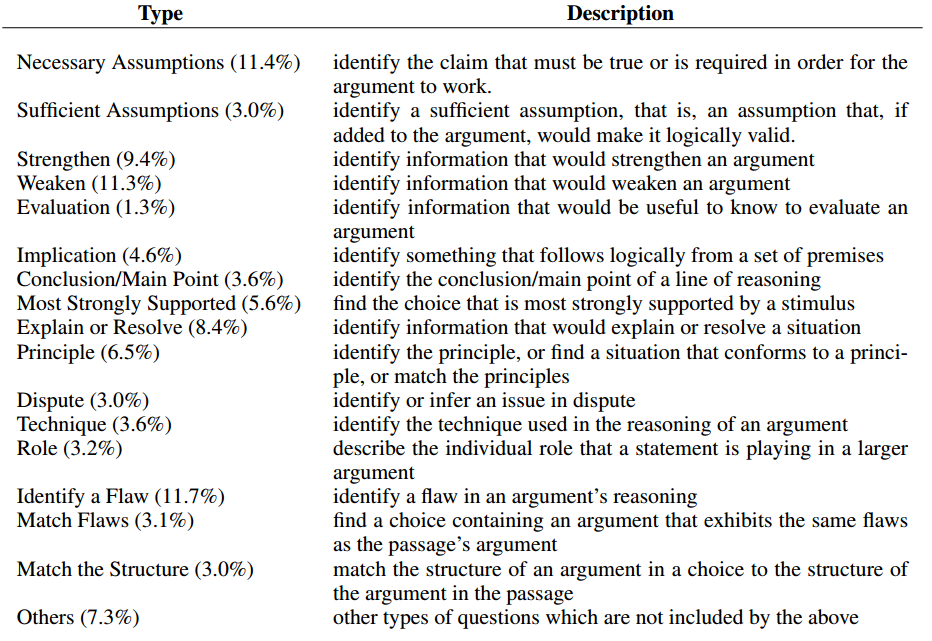 Type Description
Necessary Assumptions (11.4%) identify the claim that must be true or is required in order for the
argument to work.
Sufficient Assumptions (3.0%) identify a sufficient assumption, that is, an assumption that, if
added to the argument, would make it logically valid.
Strengthen (9.4%) identify information that would strengthen an argument
Weaken (11.3%) identify information that would weaken an argument
Evaluation (1.3%) identify information that would be useful to know to evaluate an
argument
Implication (4.6%) identify something that follows logically from a set of premises
Conclusion/Main Point (3.6%) identify the conclusion/main point of a line of reasoning
Most Strongly Supported (5.6%) find the choice that is most strongly supported by a stimulus
Explain or Resolve (8.4%) identify information that would explain or resolve a situation
Principle (6.5%) identify the principle, or find a situation that conforms to a princi-
ple, or match the principles
Dispute (3.0%) identify or infer an issue in dispute
Technique (3.6%) identify the technique used in the reasoning of an argument
Role (3.2%) describe the individual role that a statement is playing in a larger
argument
Identify a Flaw (11.7%) identify a flaw in an argument's reasoning
Match Flaws (3.1%) find a choice containing an argument that exhibits the same flaws
as the passage's argument
Match the Structure (3.0%) match the structure of an argument in a choice to the structure of
the argument in the passage
Others (7.3%) other types of questions which are not included by the above